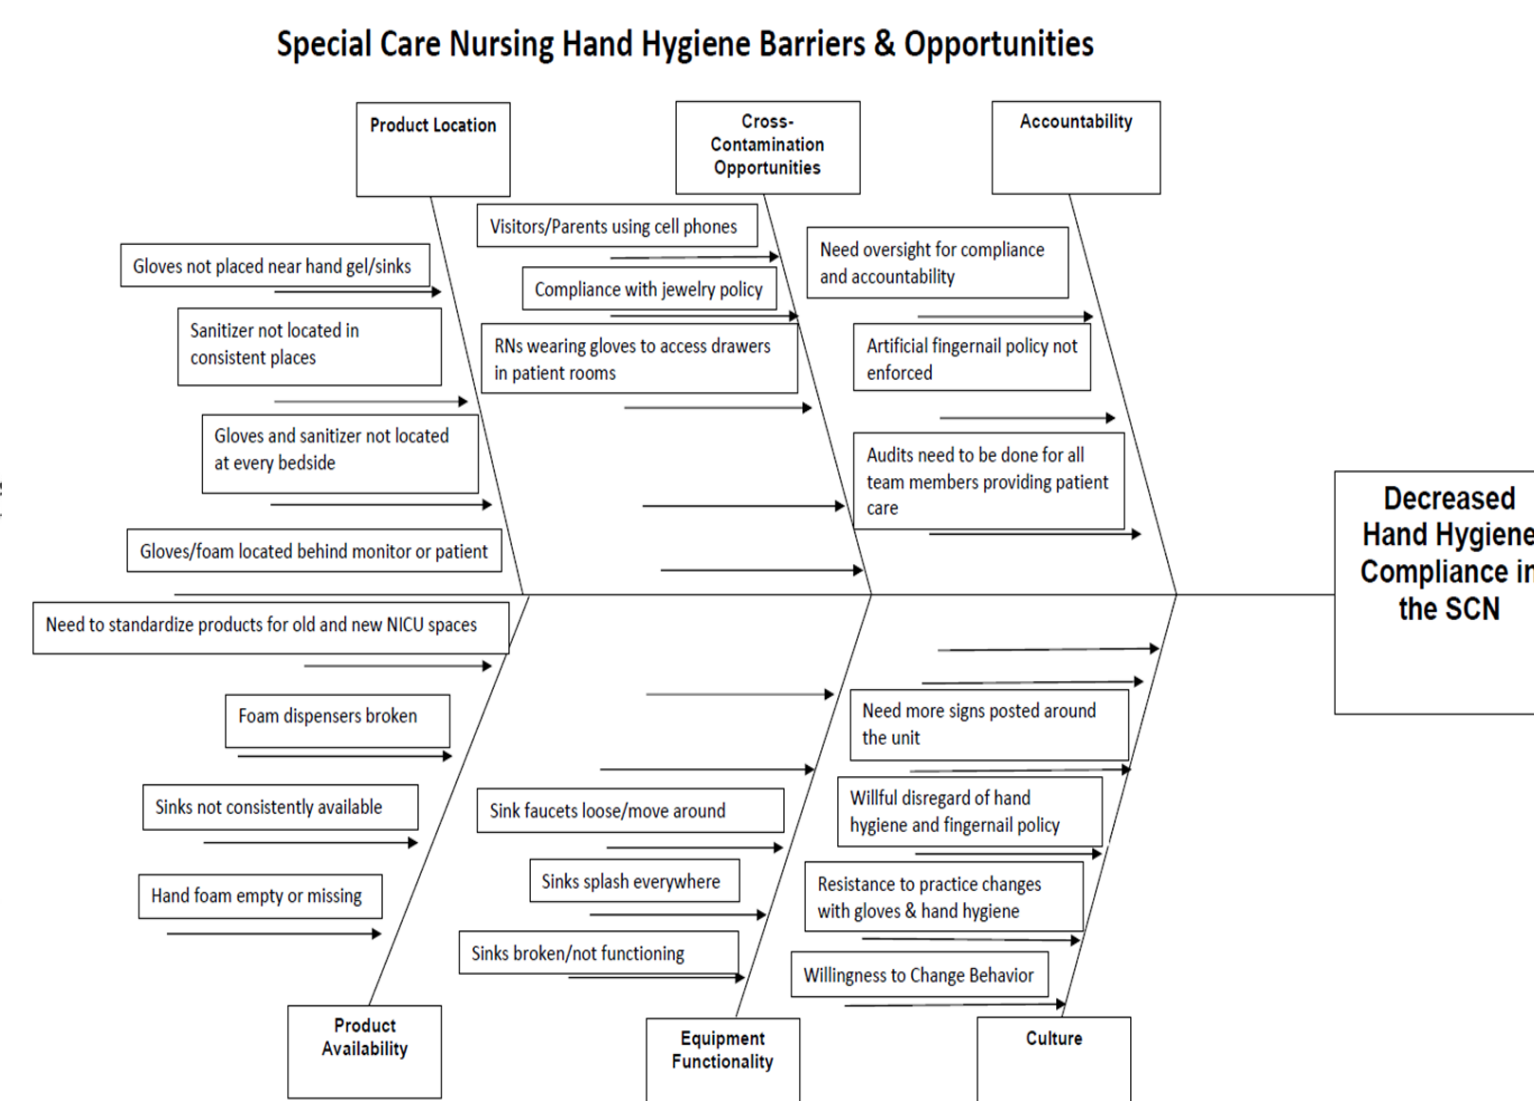 Special Care Nursing Hand Hygiene Barriers & Opportunities
Product Location
Cross-
Contamination
Opportunities
Accountability
Gloves not placed near hand gel/sinks
Sanitizer not located in
consistent places
Gloves and sanitizer not located
at every bedside
Gloves/foam located behind monitor or patient
Visitors/Parents using cell phones
Compliance with jewelry policy
RNs wearing gloves to access drawers
in patient rooms
Need oversight for compliance
and accountability
Artificial fingernail policy not
enforced
Audits need to be done for all
team members providing patient
care
Decreased
Hand Hygiene
Compliance in
the SCN
Need to standardize products for old and new NICU spaces
Foam dispensers broken
Sinks not consistently available
Hand foam empty or missing
Sink faucets loose/move around
Sinks splash everywhere
Sinks broken/not functioning
Need more signs posted around
the unit
Willful disregard of hand
hygiene and fingernail policy
Resistance to practice changes
with gloves & hand hygiene
Willingness to Change Behavior
Product
Availability
Equipment
Functionality
Culture